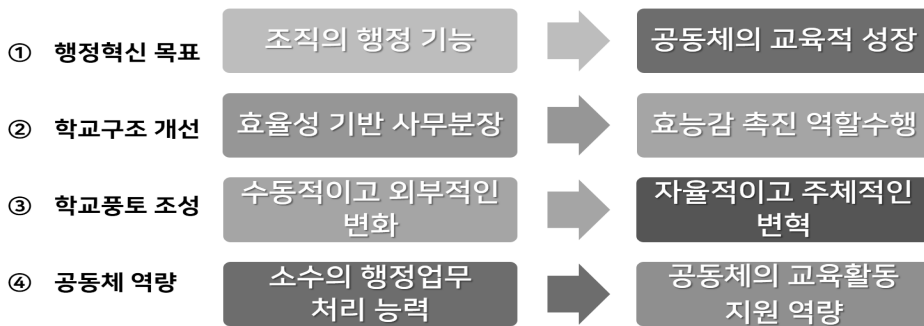 ① 행정혁신 목표 조직의 행정 기능 공동체의 교육적 성장
② 학교구조 개선 효율성 기반 사무분장 효능감 촉진 역할수행
③ 학교풍토 조성
수동적이고 외부적인
변화
자율적이고 주체적인
변혁
④ 공동체 역량
소수의 행정업무
처리 능력
공동체의 교육활동
지원 역량